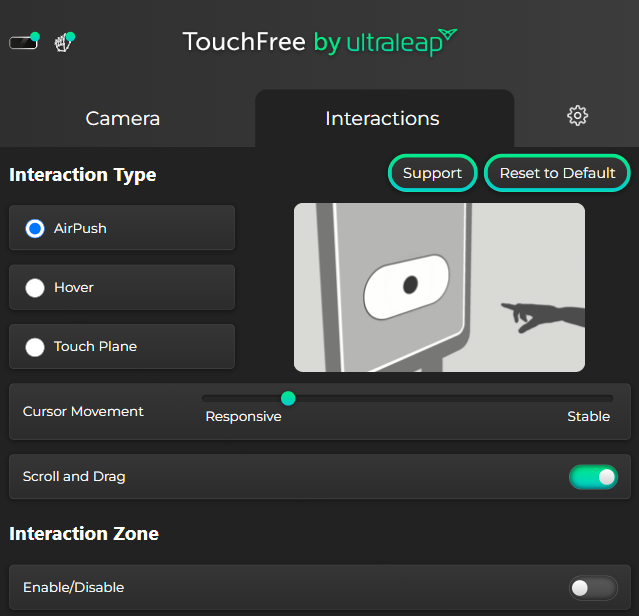 TouchFree by ultraleap
Camera
Interactions
Interaction Type
Support
Reset to Default
AirPush
Hover
Touch Plane
Cursor Movement
Responsive
Stable
Scroll and Drag
Interaction Zone
Enable/Disable